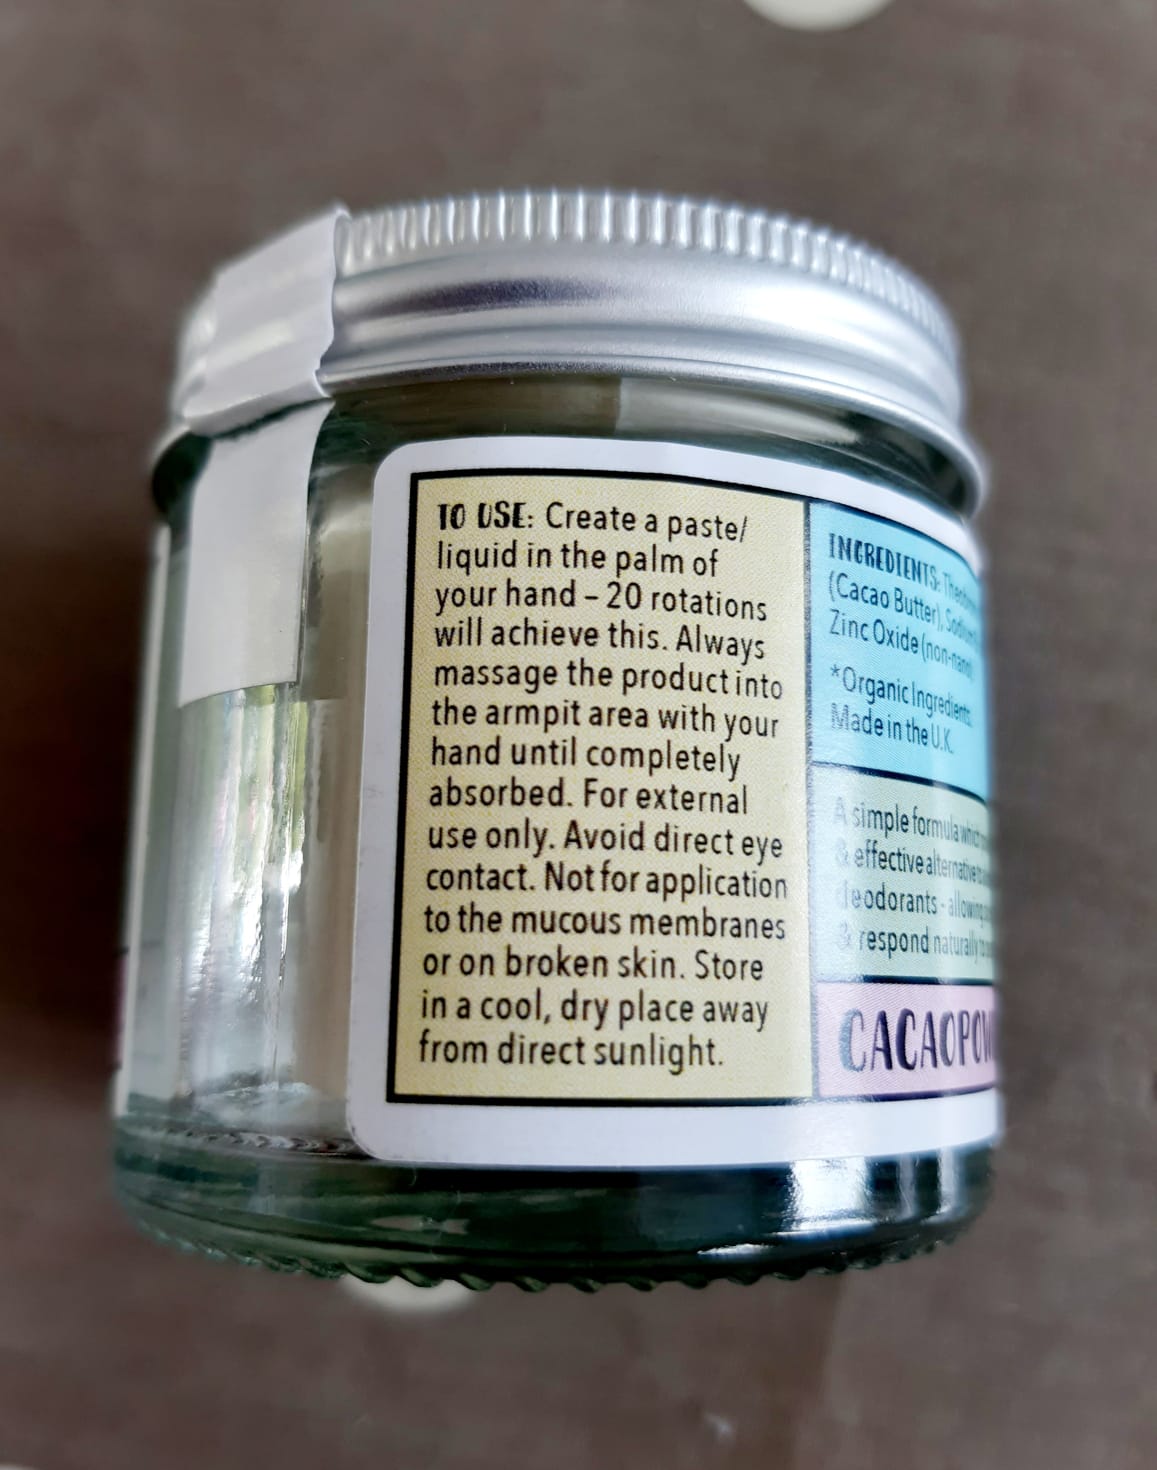 TO USE: Create a paste/
liquid in the palm of
your hand – 20 rotations
will achieve this. Always
massage the product into
the armpit area with your
hand until completely
absorbed. For external
use only. Avoid direct eye
contact. Not for application
to the mucous membranes
or on broken skin. Store
in a cool, dry place away
from direct sunlight.
INGREDIENTS:
(Cacao Butter),
Zinc Oxide (non-nano)
*Organic Ingredients.
Made in the U.K.
A simple formula which
& effective alternative
deodorants - allowing
& respond naturally to